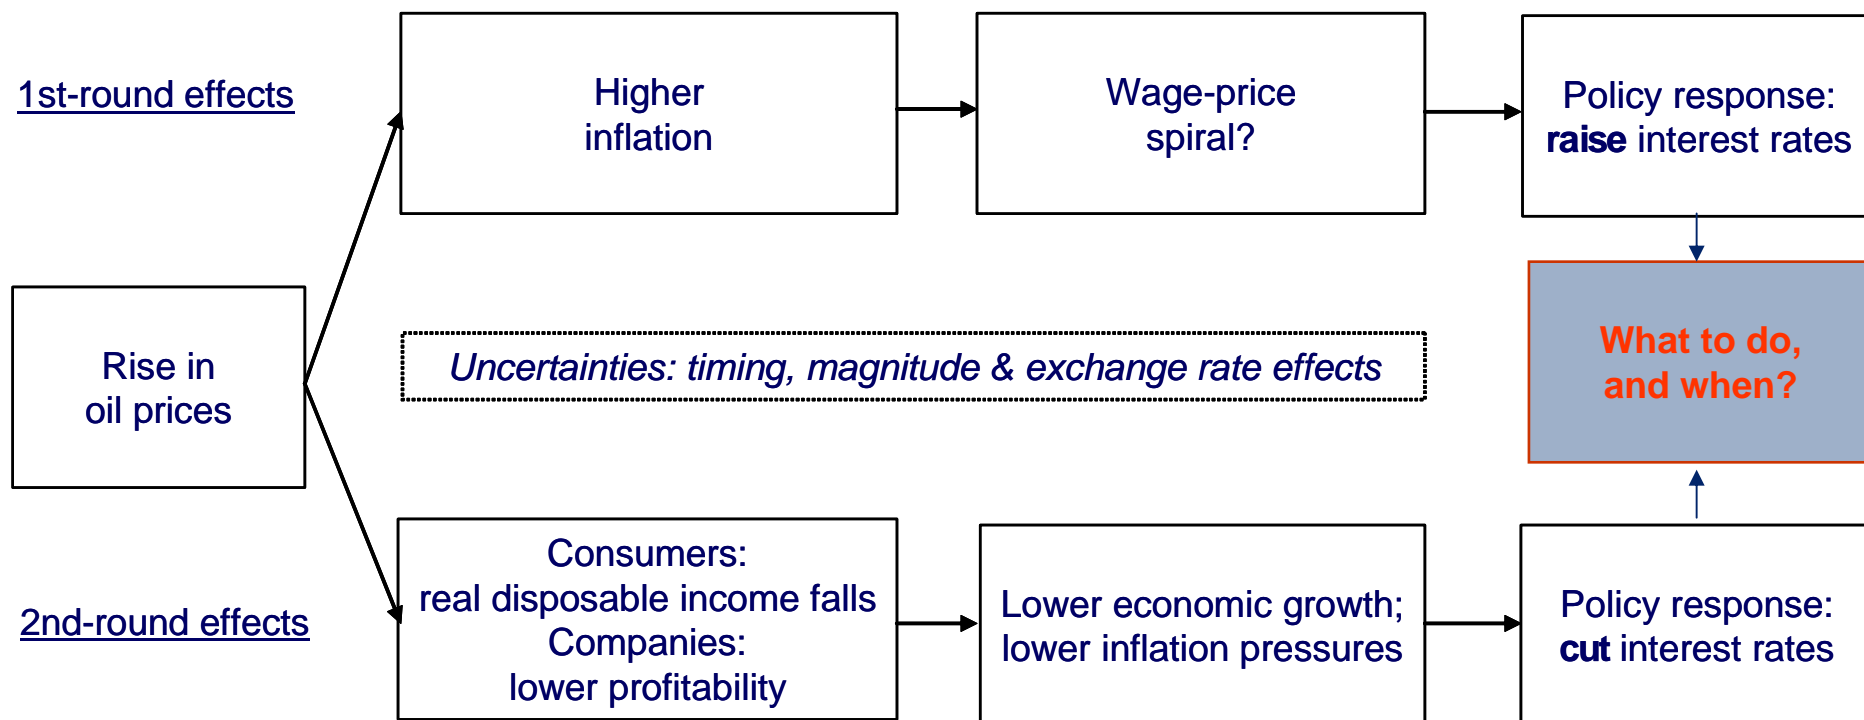 1st-round effects
Higher
inflation
Wage-price
spiral?
Policy response:
raise interest rates
Rise in
oil prices
Uncertainties: timing, magnitude & exchange rate effects
What to do,
and when?
2nd-round effects
Consumers:
real disposable income falls
Companies:
lower profitability
Lower economic growth;
lower inflation pressures
Policy response:
cut interest rates